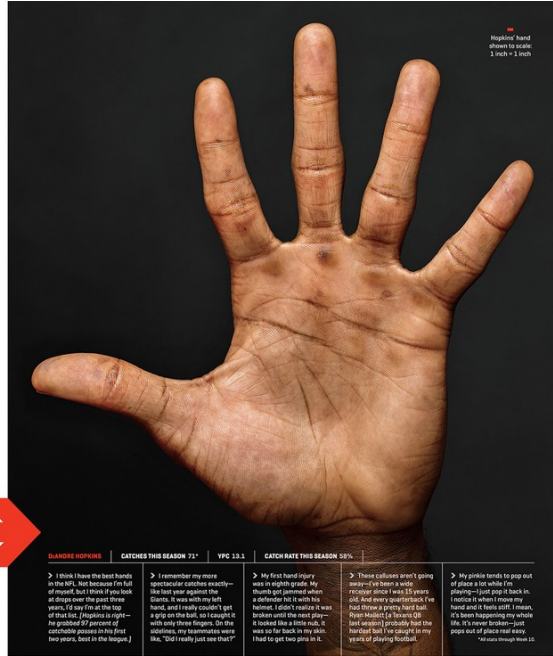 Hopkins' hand
shown to scale:
1 inch = 1 inch
DeANDRE HOPKINS
CATCHES THIS SEASON 71*
YPC 13.1
CATCH RATE THIS SEASON 58%
> I think I have the best hands
in the NFL. Not because I'm full
of myself, but I think if you look
at drops over the past three
years, I'd say I'm at the top
of that list. [Hopkins is right—
he grabbed 97 percent of
catchable passes in his first
two years, best in the league.]
> I remember my more
spectacular catches exactly—
like last year against the
Giants. It was with my left
hand, and I really couldn't get
a grip on the ball, so I caught it
with only three fingers. On the
sidelines, my teammates were
like, "Did I really just see that?"
> My first hand injury
was in eighth grade. My
thumb got jammed when
a defender hit it with his
helmet. I didn't realize it was
broken until the next play—
it looked like a little nub, it
was so far back in my skin.
I had to get two pins in it.
> These calluses aren't going
away—I've been a wide
receiver since I was 15 years
old. And every quarterback I've
had threw a pretty hard ball.
Ryan Mallett [a Texans QB
last season] probably had the
hardest ball I've caught in my
years of playing football.
> My pinkie tends to pop out
of place a lot while I'm
playing—I just pop it back in.
I notice it when I move my
hand and it feels stiff. I mean,
it's been happening my whole
life. It's never broken—just
pops out of place real easy.
*All stats through Week 10.